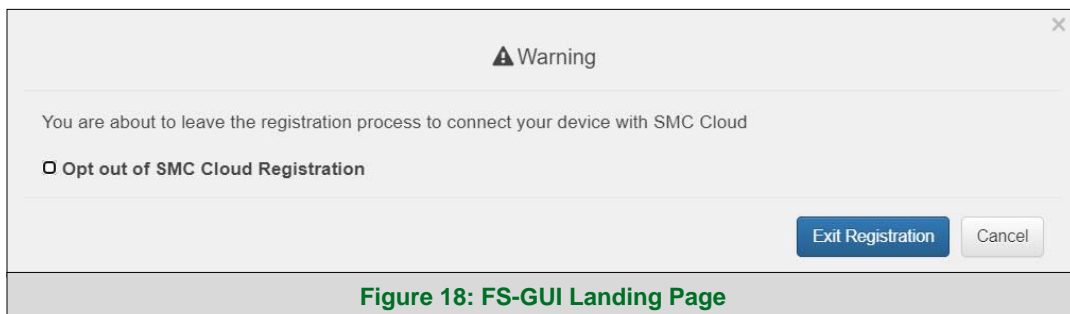 Warning
You are about to leave the registration process to connect your device with SMC Cloud
Opt out of SMC Cloud Registration
Exit Registration
Cancel
Figure 18: FS-GUI Landing Page